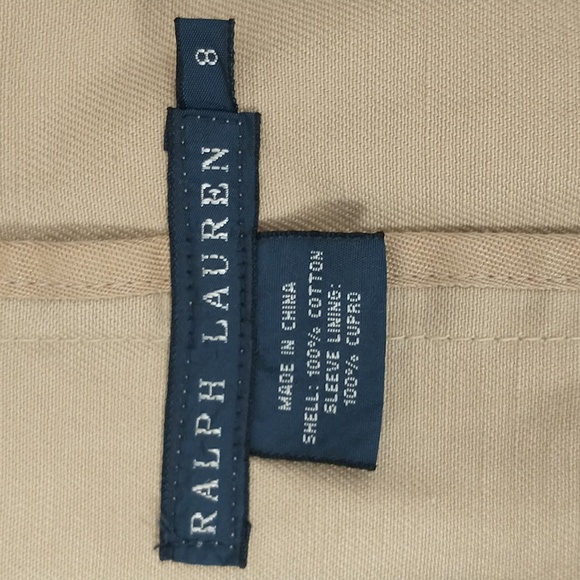 8
RALPH LAUREN
MADE IN CHINA
SHELL: 100% COTTON
SLEEVE LINING:
100% CUPRO